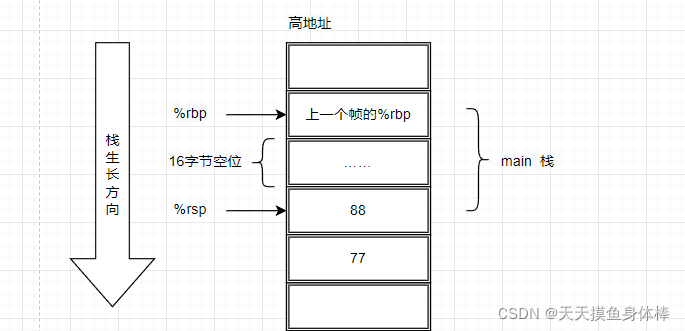 高地址
栈生长方向
%rbp
上一个帧的%rbp
16字节空位
……
main 栈
%rsp
88
77
CSDN @天天摸鱼身体棒